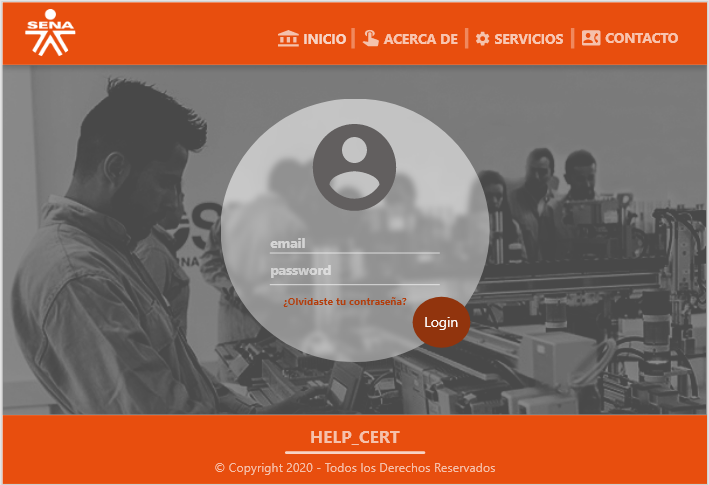 SENA
INICIO | ACERCA DE | SERVICIOS | CONTACTO
email
password
¿Olvidaste tu contraseña?
Login
HELP_CERT
© Copyright 2020 - Todos los Derechos Reservados